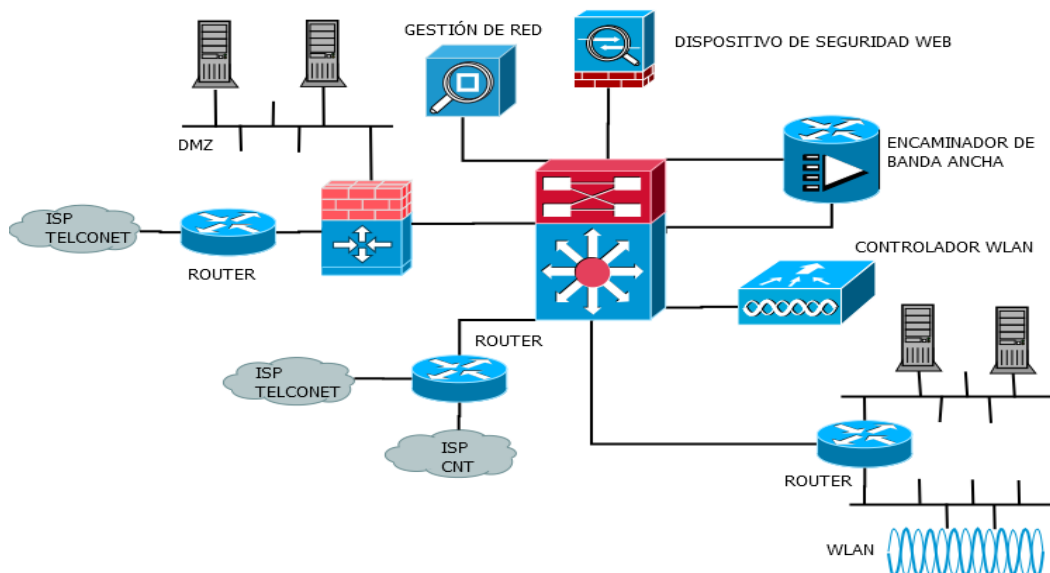 GESTIÓN DE RED
DISPOSITIVO DE SEGURIDAD WEB
DMZ
ENCAMINADOR DE
BANDA ANCHA
ISP
TELCONET
ROUTER
CONTROLADOR WLAN
ROUTER
ISP
TELCONET
ISP
CNT
ROUTER
WLAN